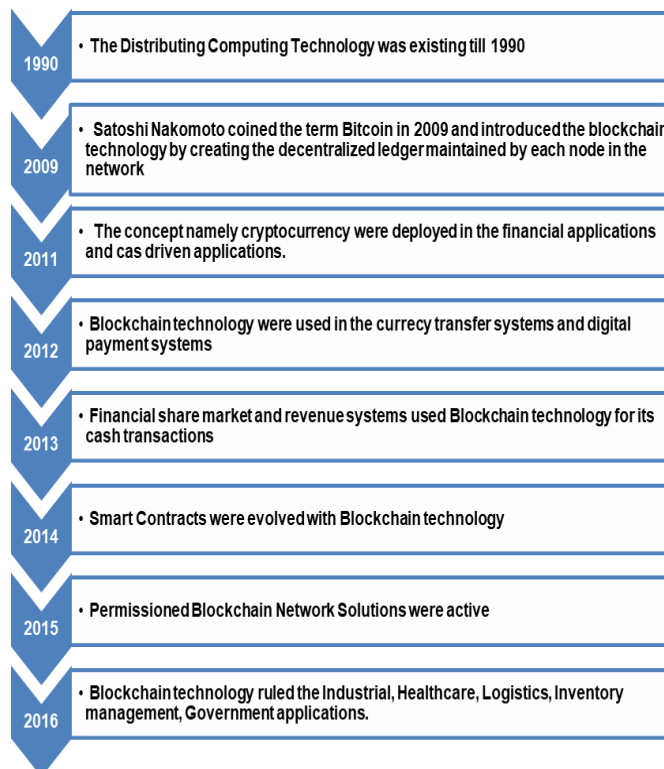 1990
• The Distributing Computing Technology was existing till 1990
2009
• Satoshi Nakomoto coined the term Bitcoin in 2009 and introduced the blockchain
technology by creating the decentralized ledger maintained by each node in the
network
2011
• The concept namely cryptocurrency were deployed in the financial applications
and cas driven applications.
2012
• Blockchain technology were used in the currecy transfer systems and digital
payment systems
2013
• Financial share market and revenue systems used Blockchain technology for its
cash transactions
2014
• Smart Contracts were evolved with Blockchain technology
2015
• Permissioned Blockchain Network Solutions were active
2016
• Blockchain technology ruled the Industrial, Healthcare, Logistics, Inventory
management, Government applications.